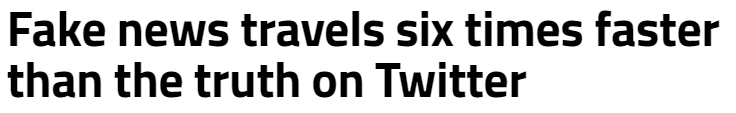 Fake news travels six times faster
than the truth on Twitter